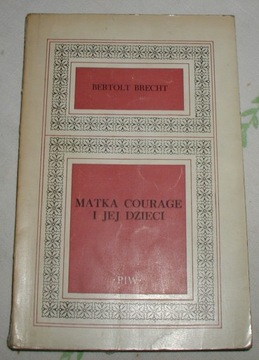 BERTOLT BRECHT
MATKA COURAGE
I JEJ DZIECI
·PIW·